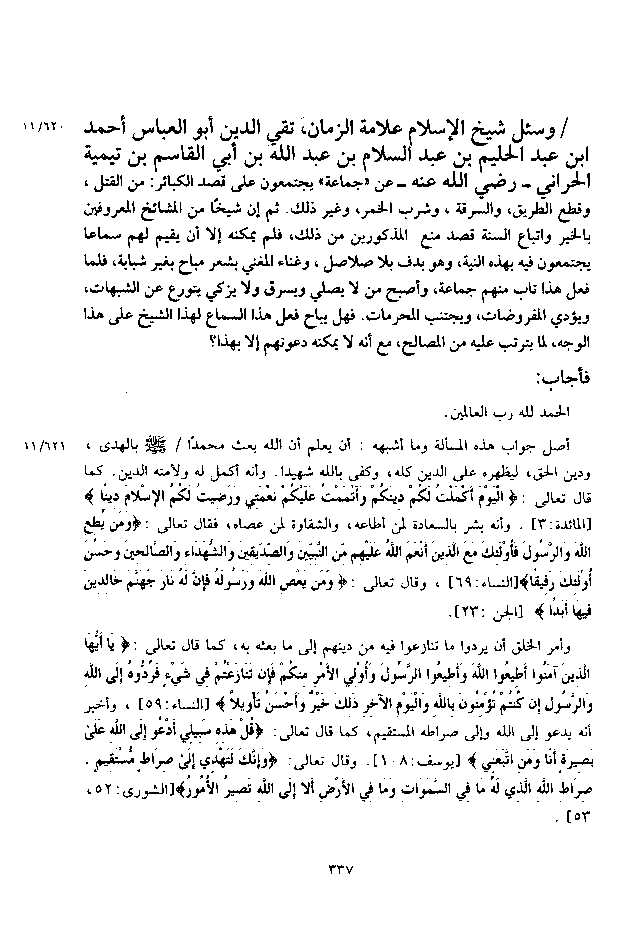 ١١/٦٢٠
/ وسئل شيخ الإسلام علامة الزمان، تقي الدين أبو العباس أحمد
ابن عبد الحليم بن عبد السلام بن عبد الله بن أبي القاسم بن تيمية
الحراني ـ رضي الله عنه ـ عن «جماعة» يجتمعون على قصد الكبائر: من القتل ،
وقطع الطريق، والسرقة ، وشرب الخمر، وغير ذلك. ثم إن شيخًا من المشائخ المعروفين
بالخير واتباع السنة قصد منع المذكورين من ذلك، فلم يمكنه إلا أن يقيم لهم سماعا
يجتمعون فيه بهذه النية، وهو بدف بلا صلاصل ، وغناء المغني بشعر مباح بغير شبابة، فلما
فعل هذا تاب منهم جماعة، وأصبح من لا يصلي ويسرق ولا يزكي يتورع عن الشبهات،
ويؤدي المفروضات، ويجتنب المحرمات. فهل يباح فعل هذا السماع لهذا الشيخ على هذا
الوجه، لما يترتب عليه من المصالح، مع أنه لا يمكنه دعوتهم إلا بهذا؟
فأجاب:
الحمد لله رب العالمين.
١١/٦٢١
أصل جواب هذه المسألة وما أشبهه : أن يعلم أن الله بعث محمدًا / ﷺ بالهدى ،
ودين الحق، ليظهره على الدين كله، وكفى بالله شهيدا. وأنه أكمل له ولأمته الدين. كما
قال تعالى : ﴿ الْيَوْمَ أَكْمَلْتُ لَكُمْ دِينَكُمْ وَأَتْمَمْتُ عَلَيْكُمْ نِعْمَتِي وَرَضِيتُ لَكُمُ الإِسْلامَ دِينًا ﴾
[المائدة:٣] . وأنه بشر بالسعادة لمن أطاعه، والشقاوة لمن عصاه، فقال تعالى : ﴿وَمَن يُطِعِ
اللَّهَ وَالرَّسُولَ فَأُوْلَئِكَ مَعَ الَّذِينَ أَنْعَمَ اللَّهُ عَلَيْهِم مِّنَ النَّبِيِّينَ وَالصِّدِّيقِينَ وَالشُّهَدَاءِ وَالصَّالِحِينَ وَحَسُنَ
أُولَئِكَ رَفِيقًا﴾[النساء:٦٩] ، وقال تعالى : ﴿ وَمَن يَعْصِ اللَّهَ وَرَسُولَهُ فَإِنَّ لَهُ نَارَ جَهَنَّمَ خَالِدِينَ
فِيهَا أَبَدًا ﴾ [الجن :٢٣].
وأمر الخلق أن يردوا ما تنازعوا فيه من دينهم إلى ما بعثه به، كما قال تعالى : ﴿ يَا أَيُّهَا
الَّذِينَ آمَنُوا أَطِيعُوا اللَّهَ وَأَطِيعُوا الرَّسُولَ وَأُولِي الأَمْرِ مِنكُمْ فَإِن تَنَازَعْتُمْ فِي شَيْءٍ فَرُدُّوهُ إِلَى اللَّهِ
وَالرَّسُولِ إِن كُنتُمْ تُؤْمِنُونَ بِاللَّهِ وَالْيَوْمِ الآخِرِ ذَلِكَ خَيْرٌ وَأَحْسَنُ تَأْوِيلاً ﴾ [النساء:٥٩] ، وأخبر
أنه يدعو إلى الله وإلى صراطه المستقيم، كما قال تعالى: ﴿قُلْ هَذِهِ سَبِيلِي أَدْعُو إِلَى اللَّهِ عَلَىٰ
بَصِيرَةٍ أَنَا وَمَنِ اتَّبَعَنِي ﴾ [يوسف:١٠٨] . وقال تعالى: ﴿وَإِنَّكَ لَتَهْدِي إِلَى صِرَاطٍ مُّسْتَقِيمٍ .
صِرَاطِ اللَّهِ الَّذِي لَهُ مَا فِي السَّمَوَاتِ وَمَا فِي الأَرْضِ أَلا إِلَى اللَّهِ تَصِيرُ الأُمُورُ﴾[الشورى:٥٢،
٥٣] .
٣٣٧